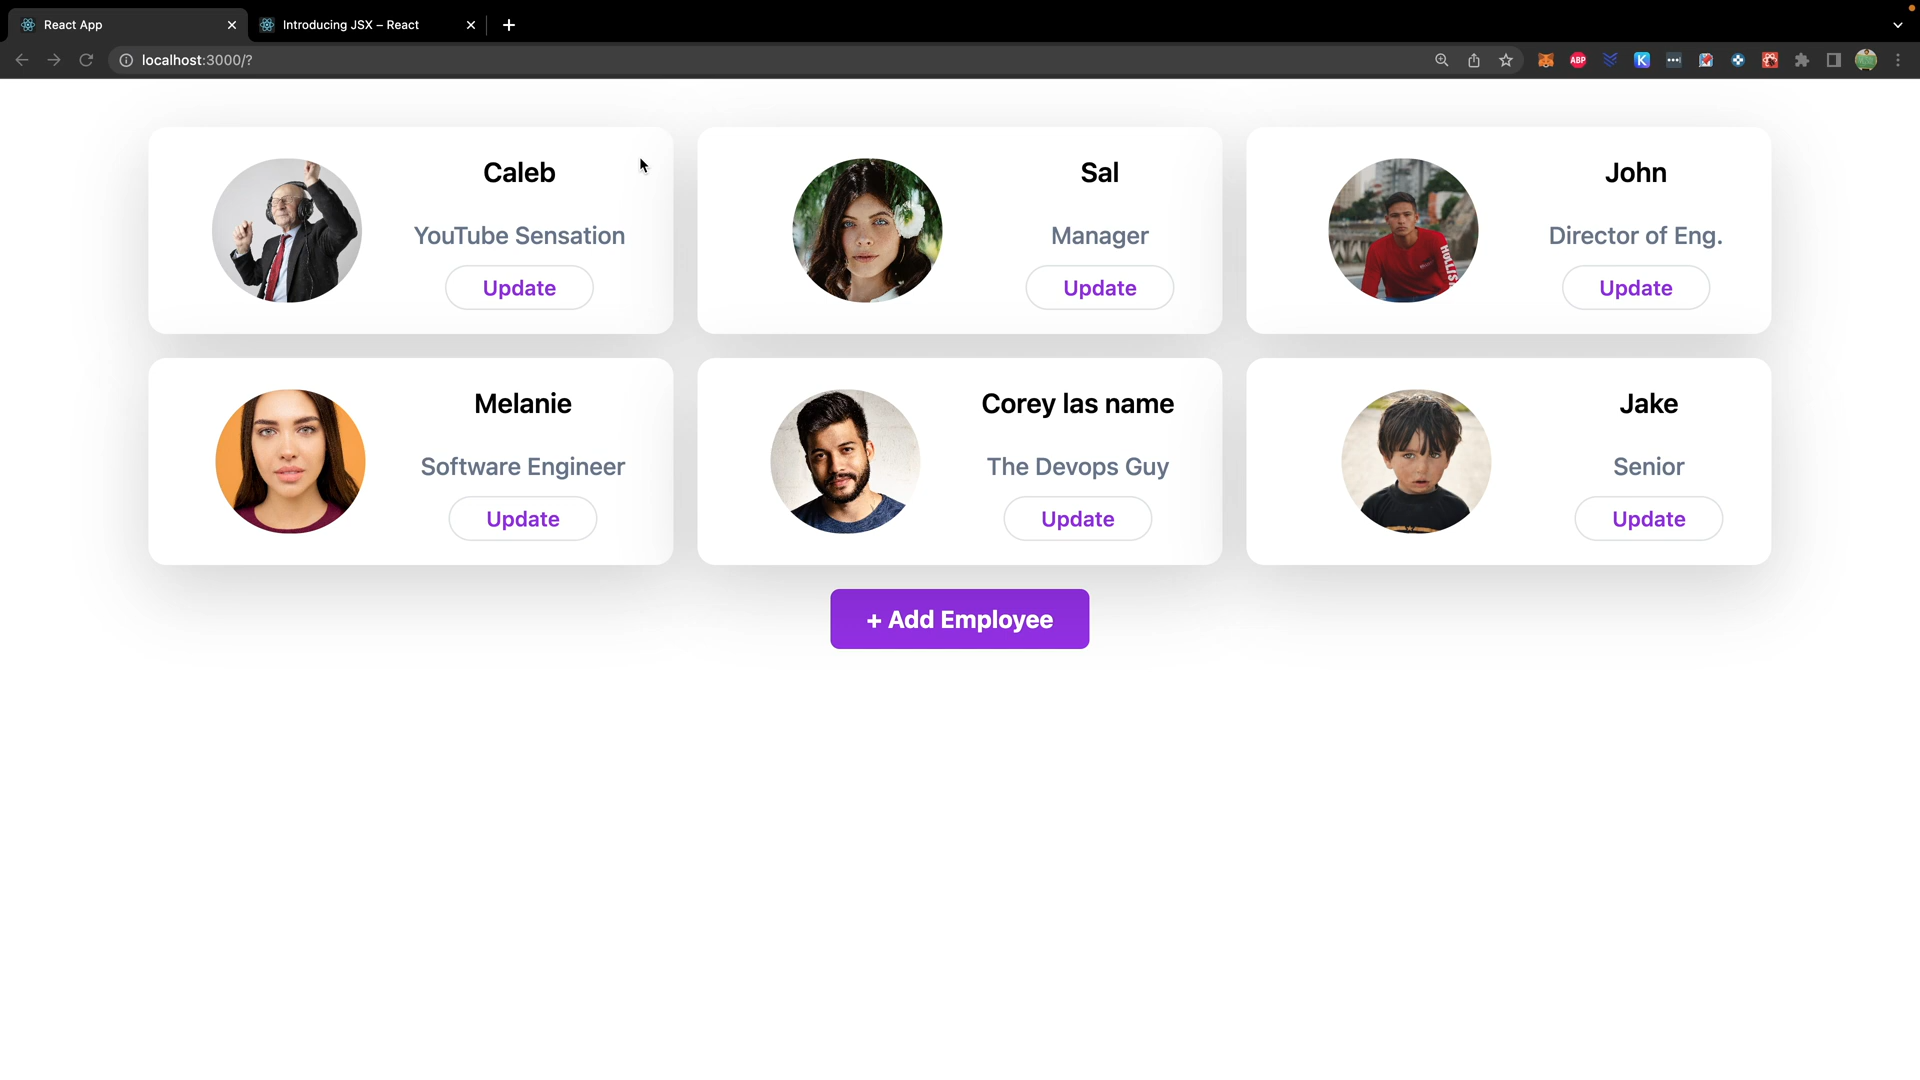 React App
Introducing JSX – React
localhost:3000/?
ABP
K
Caleb
YouTube Sensation
Update
Sal
Manager
Update
John
Director of Eng.
Update
Melanie
Software Engineer
Update
Corey las name
The Devops Guy
Update
Jake
Senior
Update
+ Add Employee